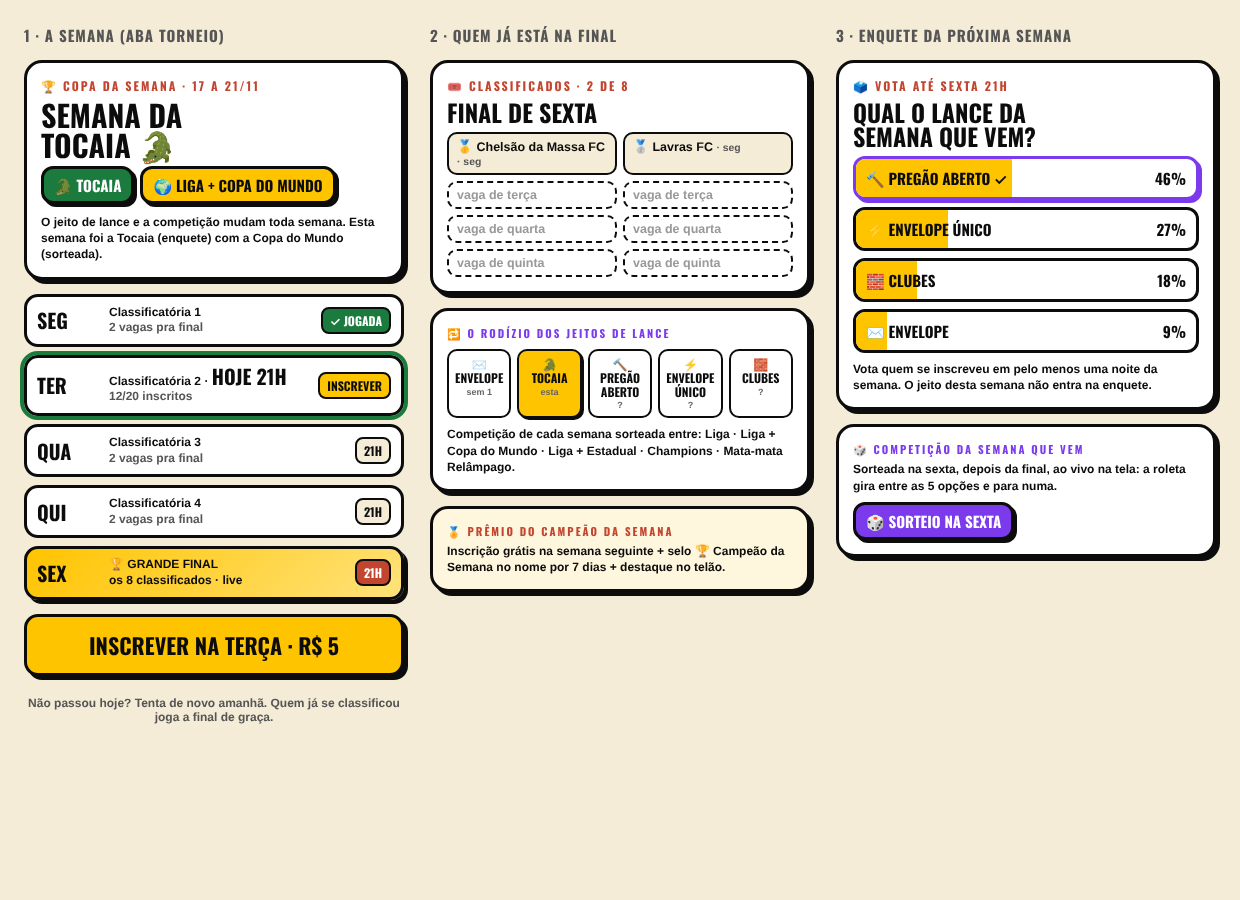 1 · A SEMANA (ABA TORNEIO)
🏆 COPA DA SEMANA · 17 A 21/11
SEMANA DA
TOCAIA 🐊
🐊 TOCAIA
🌍 LIGA + COPA DO MUNDO
O jeito de lance e a competição mudam toda semana. Esta
semana foi a Tocaia (enquete) com a Copa do Mundo
(sorteada).
SEG
Classificatória 1
2 vagas pra final
✓ JOGADA
TER
Classificatória 2 · HOJE 21H
12/20 inscritos
INSCREVER
QUA
Classificatória 3
2 vagas pra final
21H
QUI
Classificatória 4
2 vagas pra final
21H
SEX
🏆 GRANDE FINAL
os 8 classificados · live
21H
INSCREVER NA TERÇA · R$ 5
Não passou hoje? Tenta de novo amanhã. Quem já se classificou
joga a final de graça.
2 · QUEM JÁ ESTÁ NA FINAL
🎟️ CLASSIFICADOS · 2 DE 8
FINAL DE SEXTA
🥇 Chelsão da Massa FC
· seg
🥈 Lavras FC · seg
vaga de terça
vaga de terça
vaga de quarta
vaga de quarta
vaga de quinta
vaga de quinta
🔁 O RODÍZIO DOS JEITOS DE LANCE
✉️
ENVELOPE
sem 1
🐊
TOCAIA
esta
🔨
PREGÃO
ABERTO
?
⚡
ENVELOPE
ÚNICO
?
🧱
CLUBES
?
Competição de cada semana sorteada entre: Liga · Liga +
Copa do Mundo · Liga + Estadual · Champions · Mata-mata
Relâmpago.
🏅 PRÊMIO DO CAMPEÃO DA SEMANA
Inscrição grátis na semana seguinte + selo 🏆 Campeão da
Semana no nome por 7 dias + destaque no telão.
3 · ENQUETE DA PRÓXIMA SEMANA
🗳️ VOTA ATÉ SEXTA 21H
QUAL O LANCE DA
SEMANA QUE VEM?
🔨 PREGÃO ABERTO ✓ 46%
⚡ ENVELOPE ÚNICO 27%
🧱 CLUBES 18%
✉️ ENVELOPE 9%
Vota quem se inscreveu em pelo menos uma noite da
semana. O jeito desta semana não entra na enquete.
🎲 COMPETIÇÃO DA SEMANA QUE VEM
Sorteada na sexta, depois da final, ao vivo na tela: a roleta
gira entre as 5 opções e para numa.
🎲 SORTEIO NA SEXTA